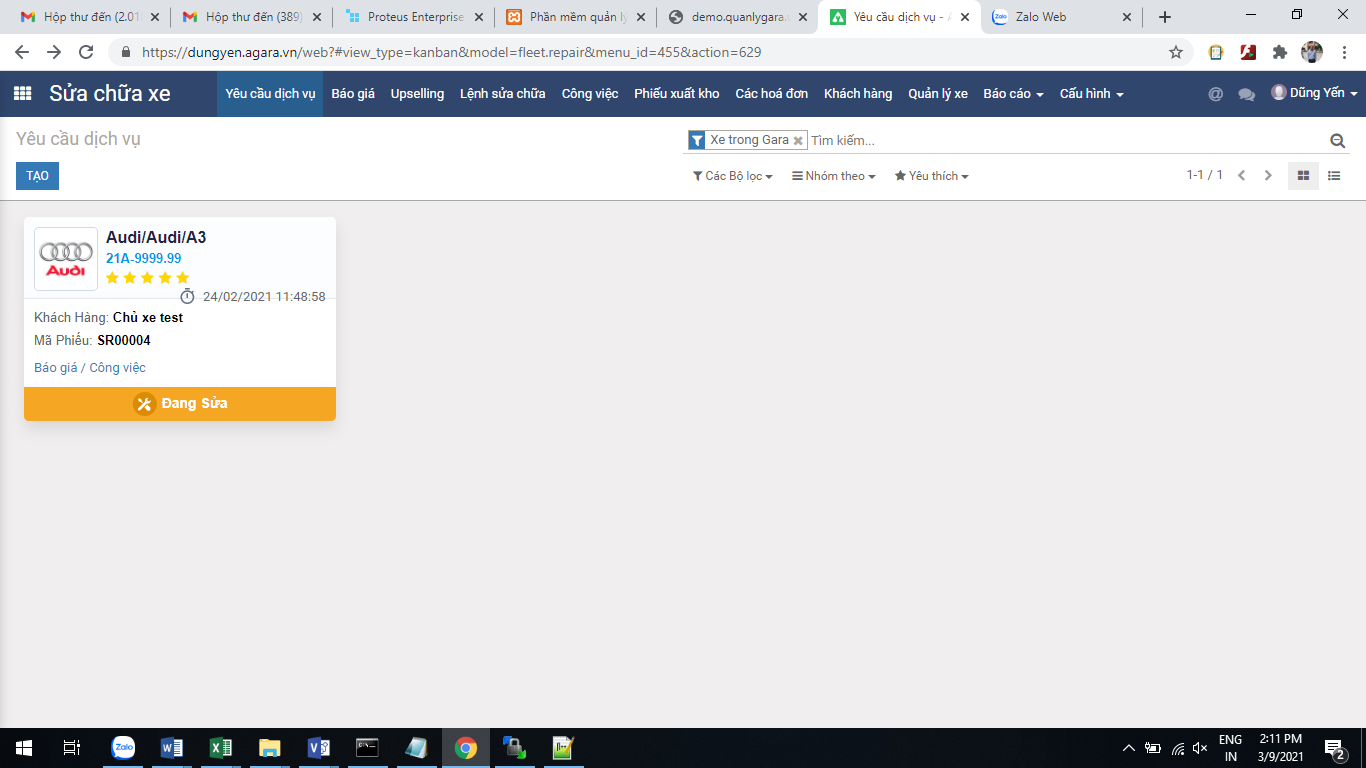 Hộp thư đến (2.01
Hộp thư đến (389)
Proteus Enterprise
Phần mềm quản lý
demo.quanlygara.
Yêu cầu dịch vụ - A
Zalo Web
https://dungyen.agara.vn/web?#view_type=kanban&model=fleet.repair&menu_id=455&action=629
Sửa chữa xe
Yêu cầu dịch vụ
Báo giá
Upselling
Lệnh sửa chữa
Công việc
Phiếu xuất kho
Các hoá đơn
Khách hàng
Quản lý xe
Báo cáo
Cấu hình
@
Dũng Yến
Yêu cầu dịch vụ
Xe trong Gara
Tìm kiếm...
TẠO
Các Bộ lọc
Nhóm theo
Yêu thích
1-1 / 1
Audi
Audi/Audi/A3
21A-9999.99
24/02/2021 11:48:58
Khách Hàng: Chủ xe test
Mã Phiếu: SR00004
Báo giá / Công việc
Đang Sửa
Zalo
ENG
IN
2:11 PM
3/9/2021
2